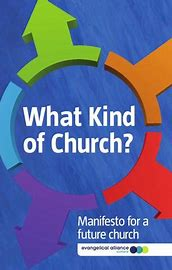 What Kind
of Church?
Manifesto for a
future church
evangelical alliance